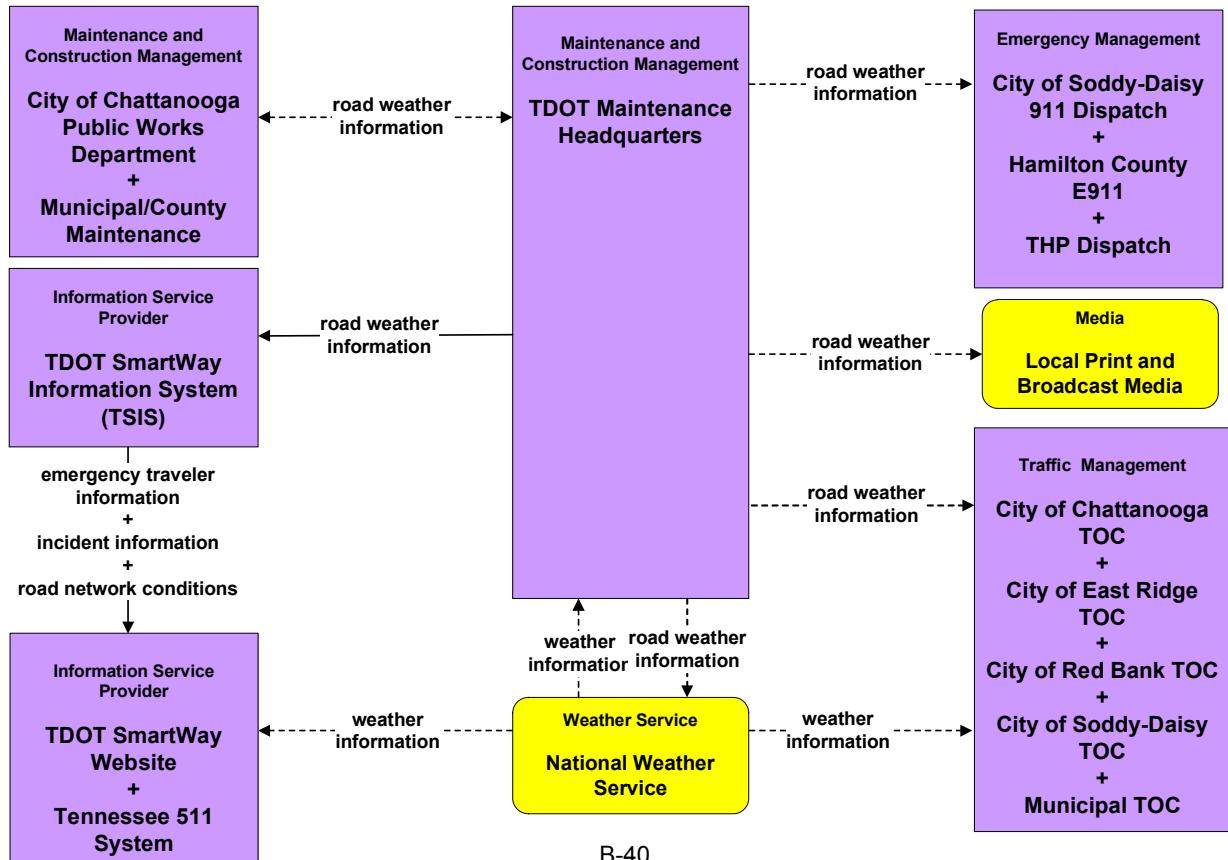 Maintenance and
Construction Management
City of Chattanooga
Public Works
Department
+
Municipal/County
Maintenance
road weather
information
Maintenance and
Construction Management
TDOT Maintenance
Headquarters
road weather
information
Emergency Management
City of Soddy-Daisy
911 Dispatch
+
Hamilton County
E911
+
THP Dispatch
Information Service
Provider
TDOT SmartWay
Information System
(TSIS)
road weather
information
road weather
information
Media
Local Print and
Broadcast Media
emergency traveler
information
+
incident information
+
road network conditions
road weather
information
Traffic Management
City of Chattanooga
TOC
+
City of East Ridge
TOC
+
City of Red Bank TOC
+
City of Soddy-Daisy
TOC
+
Municipal TOC
weather
information
road weather
information
Information Service
Provider
TDOT SmartWay
Website
+
Tennessee 511
System
weather
information
Weather Service
National Weather
Service
weather
information
B-40